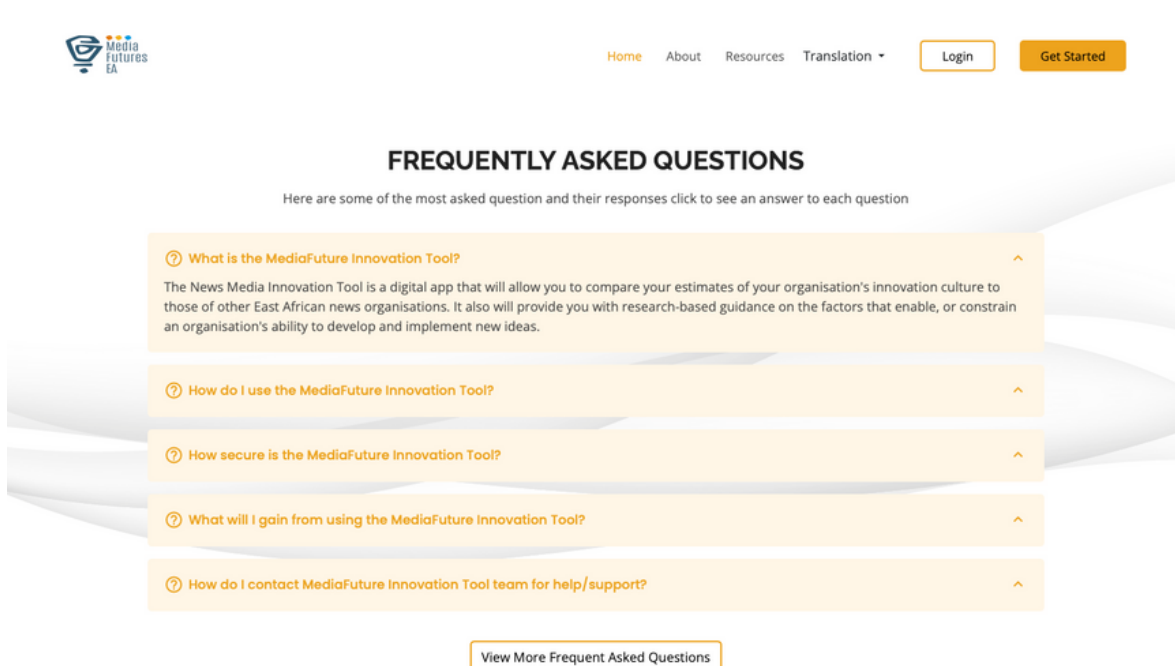 Media
Futures
EA
Home About Resources Translation Login Get Started
FREQUENTLY ASKED QUESTIONS
Here are some of the most asked question and their responses click to see an answer to each question
What is the MediaFuture Innovation Tool?
The News Media Innovation Tool is a digital app that will allow you to compare your estimates of your organisation's innovation culture to
those of other East African news organisations. It also will provide you with research-based guidance on the factors that enable, or constrain
an organisation's ability to develop and implement new ideas.
How do I use the MediaFuture Innovation Tool?
How secure is the MediaFuture Innovation Tool?
What will I gain from using the MediaFuture Innovation Tool?
How do I contact MediaFuture Innovation Tool team for help/support?
View More Frequent Asked Questions